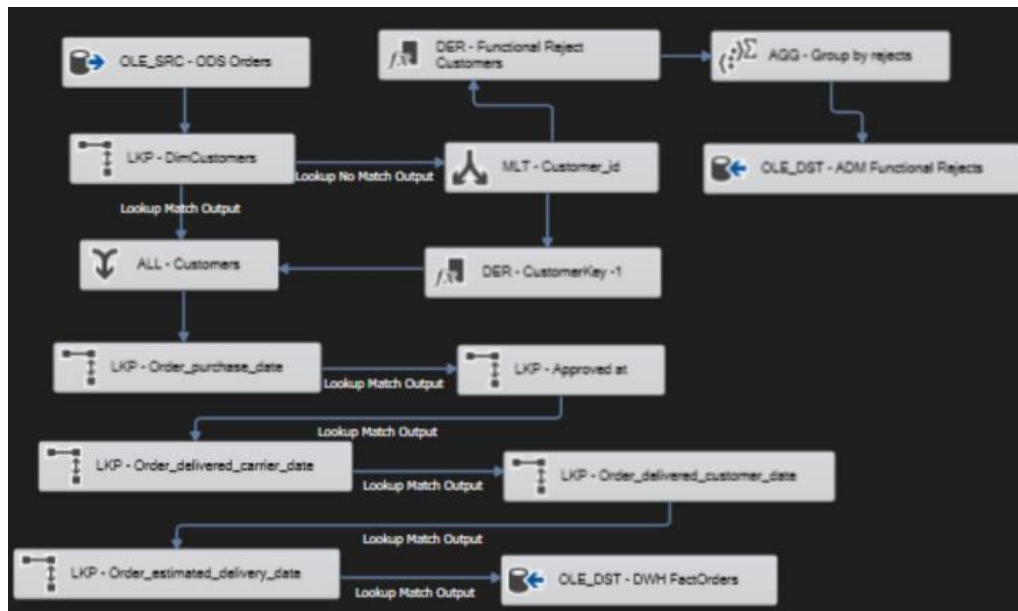 OLE_SRC - ODS Orders
DER - Functional Reject
Customers
AGG - Group by rejects
LKP - DimCustomers
Lookup No Match Output
MLT - Customer_id
OLE_DST - ADM Functional Rejects
Lookup Match Output
ALL - Customers
DER - CustomerKey -1
LKP - Order_purchase_date
Lookup Match Output
LKP - Approved at
Lookup Match Output
LKP - Order_delivered_carrier_date
Lookup Match Output
LKP - Order_delivered_customer_date
Lookup Match Output
LKP - Order_estimated_delivery_date
Lookup Match Output
OLE_DST - DWH FactOrders